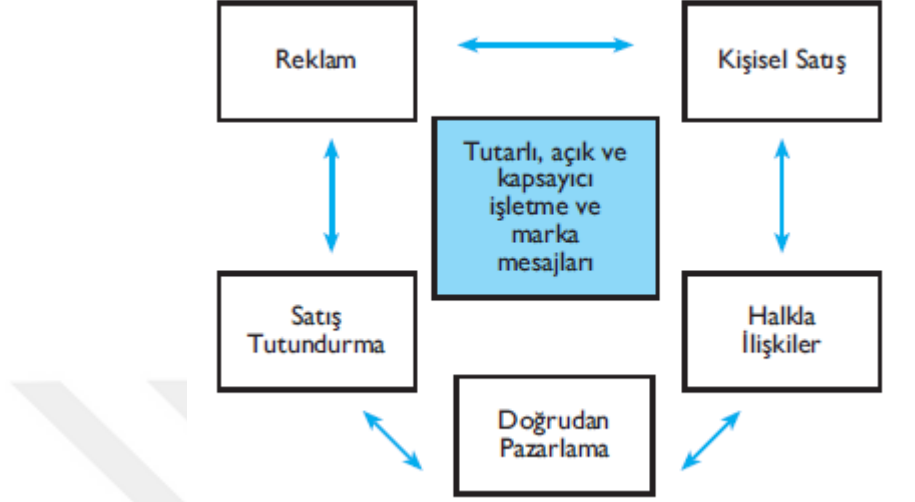 Reklam
Kişisel Satış
Tutarlı, açık ve
kapsayıcı
işletme ve
marka
mesajları
Satış
Tutundurma
Halkla
İlişkiler
Doğrudan
Pazarlama